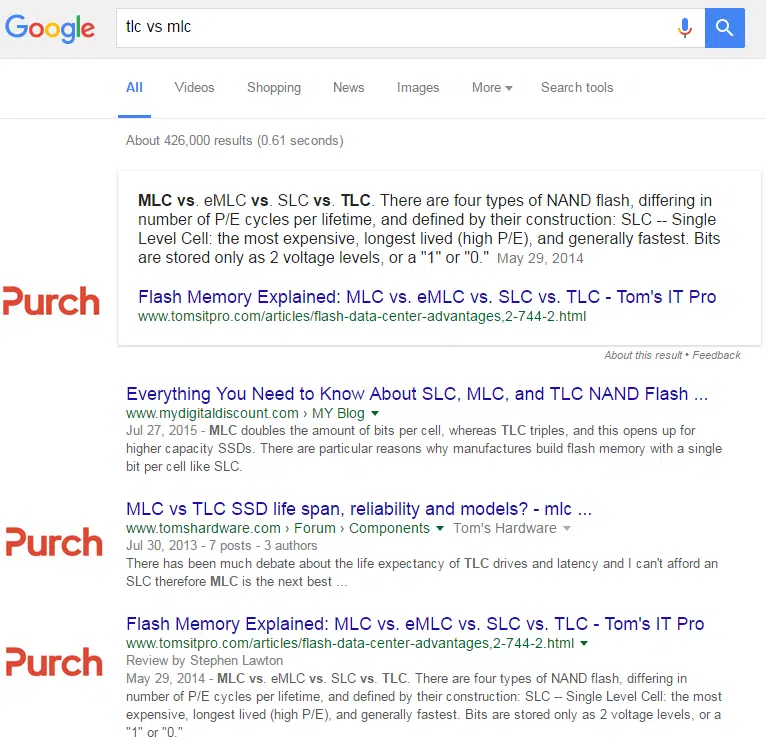 Google
tlc vs mlc
All Videos Shopping News Images More Search tools
About 426,000 results (0.61 seconds)
MLC vs. eMLC vs. SLC vs. TLC. There are four types of NAND flash, differing in
number of P/E cycles per lifetime, and defined by their construction: SLC -- Single
Level Cell: the most expensive, longest lived (high P/E), and generally fastest. Bits
are stored only as 2 voltage levels, or a "1" or "0." May 29, 2014
Purch
Flash Memory Explained: MLC vs. eMLC vs. SLC vs. TLC - Tom's IT Pro
www.tomsitpro.com/articles/flash-data-center-advantages,2-744-2.html
About this result • Feedback
Everything You Need to Know About SLC, MLC, and TLC NAND Flash ...
www.mydigitaldiscount.com › MY Blog
Jul 27, 2015 - MLC doubles the amount of bits per cell, whereas TLC triples, and this opens up for
higher capacity SSDs. There are particular reasons why manufactures build flash memory with a single
bit per cell like SLC.
MLC vs TLC SSD life span, reliability and models? - mlc ...
www.tomshardware.com › Forum › Components Tom's Hardware
Purch
Jul 30, 2013 - 7 posts - 3 authors
There has been much debate about the life expectancy of TLC drives and latency and I can't afford an
SLC therefore MLC is the next best ...
Flash Memory Explained: MLC vs. eMLC vs. SLC vs. TLC - Tom's IT Pro
www.tomsitpro.com/articles/flash-data-center-advantages,2-744-2.html
Purch
Review by Stephen Lawton
May 29, 2014 - MLC vs. eMLC vs. SLC vs. TLC. There are four types of NAND flash, differing in
number of P/E cycles per lifetime, and defined by their construction: SLC -- Single Level Cell: the most
expensive, longest lived (high P/E), and generally fastest. Bits are stored only as 2 voltage levels, or a
"1" or "0."